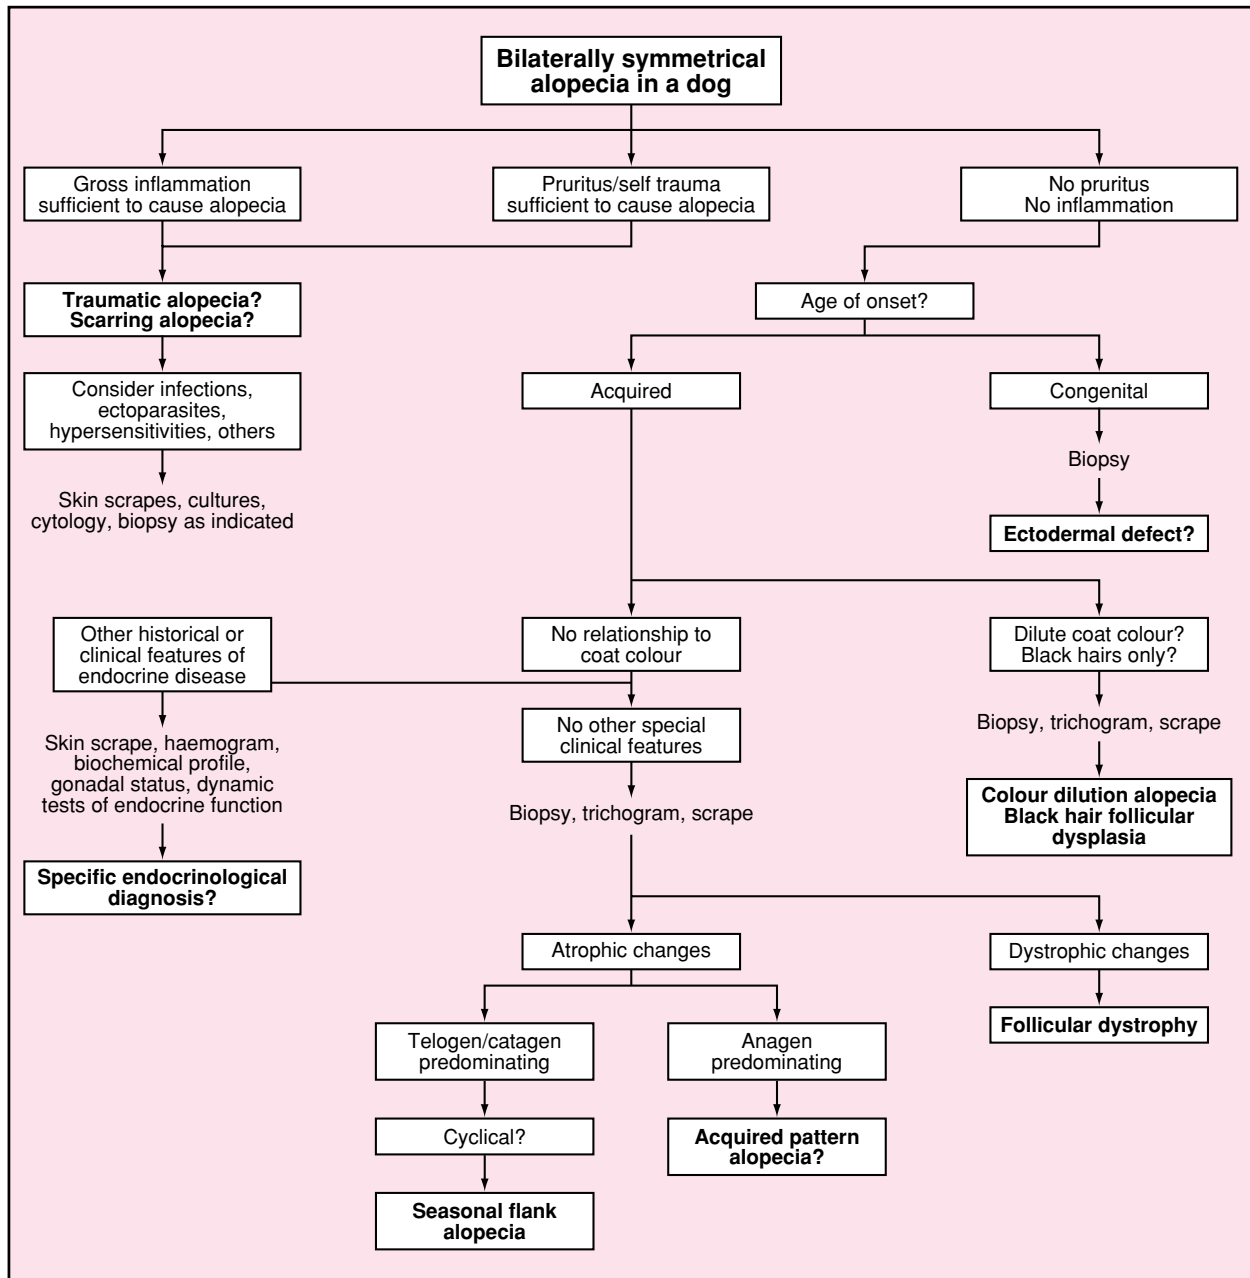 Bilaterally symmetrical
alopecia in a dog
Gross inflammation
sufficient to cause alopecia
Pruritus/self trauma
sufficient to cause alopecia
No pruritus
No inflammation
Traumatic alopecia?
Scarring alopecia?
Age of onset?
Consider infections,
ectoparasites,
hypersensitivities, others
Acquired
Congenital
Skin scrapes, cultures,
cytology, biopsy as indicated
Biopsy
Ectodermal defect?
Other historical or
clinical features of
endocrine disease
No relationship to
coat colour
Dilute coat colour?
Black hairs only?
Skin scrape, haemogram,
biochemical profile,
gonadal status, dynamic
tests of endocrine function
No other special
clinical features
Biopsy, trichogram, scrape
Biopsy, trichogram, scrape
Colour dilution alopecia
Black hair follicular
dysplasia
Specific endocrinological
diagnosis?
Atrophic changes
Dystrophic changes
Telogen/catagen
predominating
Anagen
predominating
Follicular dystrophy
Cyclical?
Acquired pattern
alopecia?
Seasonal flank
alopecia